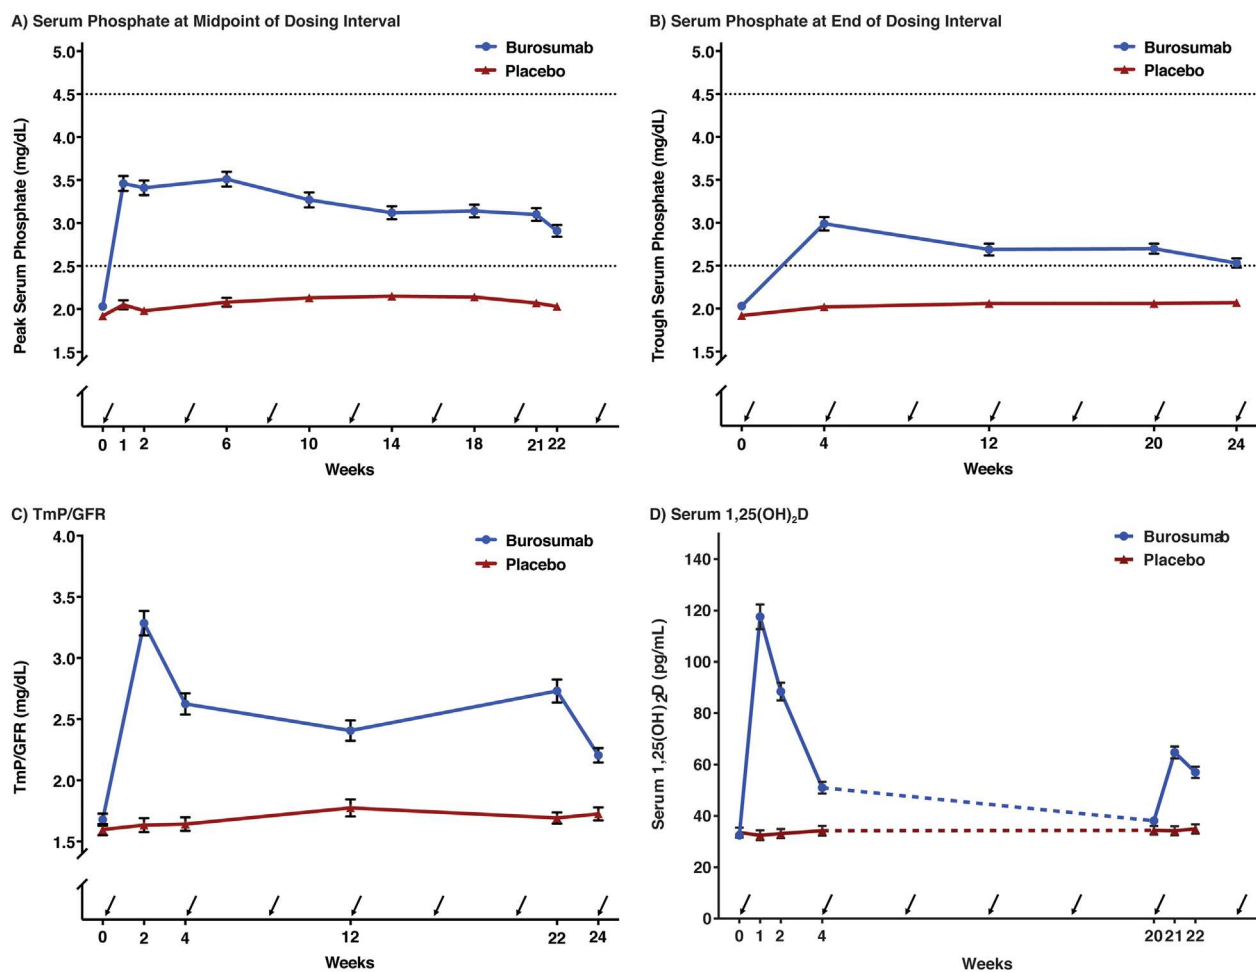 A) Serum Phosphate at Midpoint of Dosing Interval
Burosumab
Placebo
Peak Serum Phosphate (mg/dL)
5.0
4.5
4.0
3.5
3.0
2.5
2.0
1.5
0 1 2 6 10 14 18 21 22
Weeks
B) Serum Phosphate at End of Dosing Interval
Burosumab
Placebo
Trough Serum Phosphate (mg/dL)
5.0
4.5
4.0
3.5
3.0
2.5
2.0
1.5
0 4 12 20 24
Weeks
C) TmP/GFR
Burosumab
Placebo
TmP/GFR (mg/dL)
4.0
3.5
3.0
2.5
2.0
1.5
0 2 4 12 22 24
Weeks
D) Serum 1,25(OH)₂D
Burosumab
Placebo
Serum 1,25(OH)₂D (pg/mL)
140
120
100
80
60
40
20
0
0 1 2 4 20 21 22
Weeks